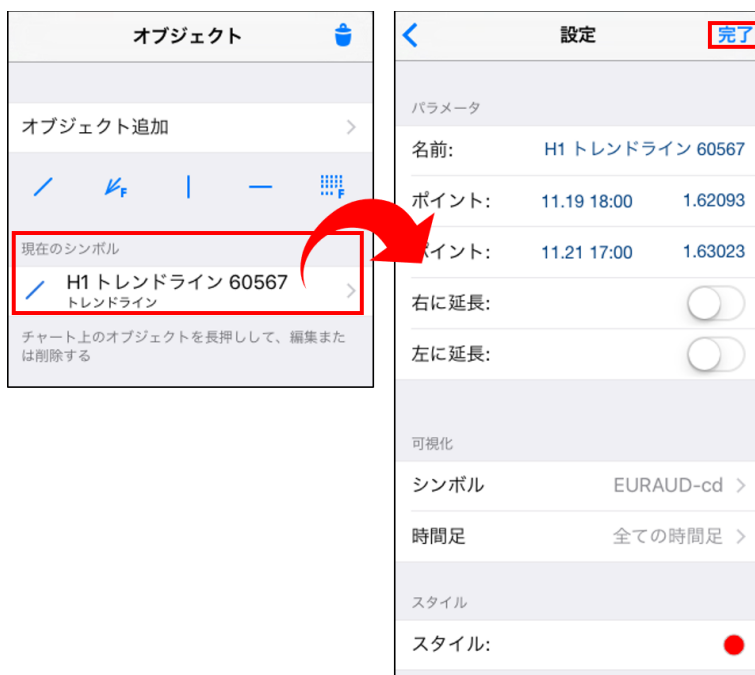 オブジェクト
オブジェクト追加
F
F
現在のシンボル
H1 トレンドライン 60567
トレンドライン
チャート上のオブジェクトを長押しして、編集また
は削除する
設定
完了
パラメータ
名前:
H1 トレンドライン 60567
ポイント:
11.19 18:00
1.62093
ポイント:
11.21 17:00
1.63023
右に延長:
左に延長:
可視化
シンボル
EURAUD-cd
時間足
全ての時間足
スタイル
スタイル: